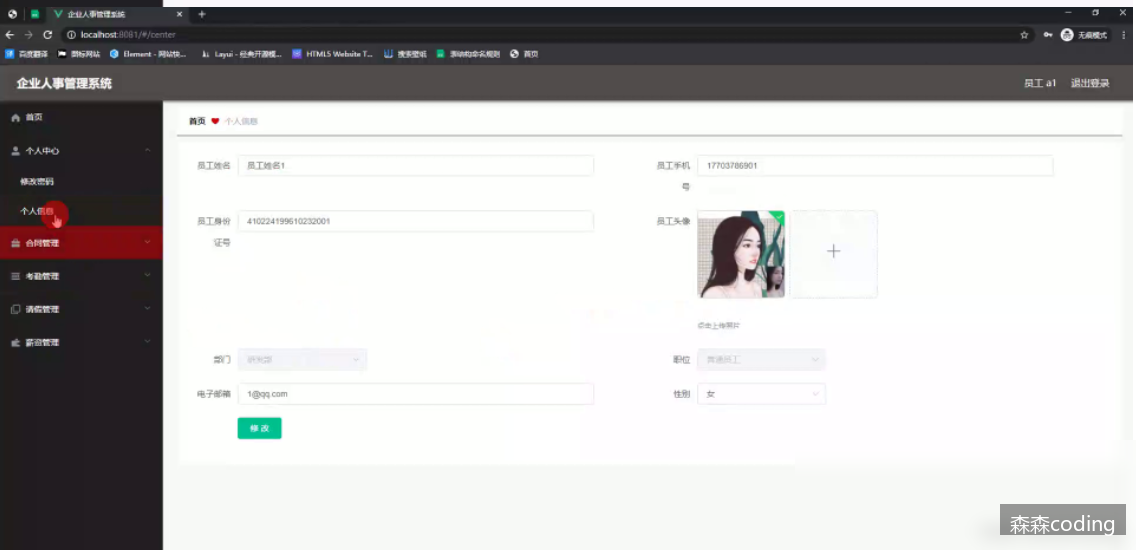 企业人事管理系统
localhost:8081/#/center
无痕模式
百度翻译
图标网站
Element - 网站快...
Layui - 经典开源模...
HTML5 Website T...
搜索壁纸
驱动构命名规则
首页
企业人事管理系统
员工 a1
退出登录
首页
个人中心
修改密码
个人信息
合同管理
考勤管理
请假管理
薪资管理
首页
个人信息
员工姓名
员工姓名1
员工手机号
17703786901
员工身份证号
410224199610232001
员工头像
点击上传照片
部门
研发部
职位
普通员工
电子邮箱
1@qq.com
性别
女
修 改
森森coding